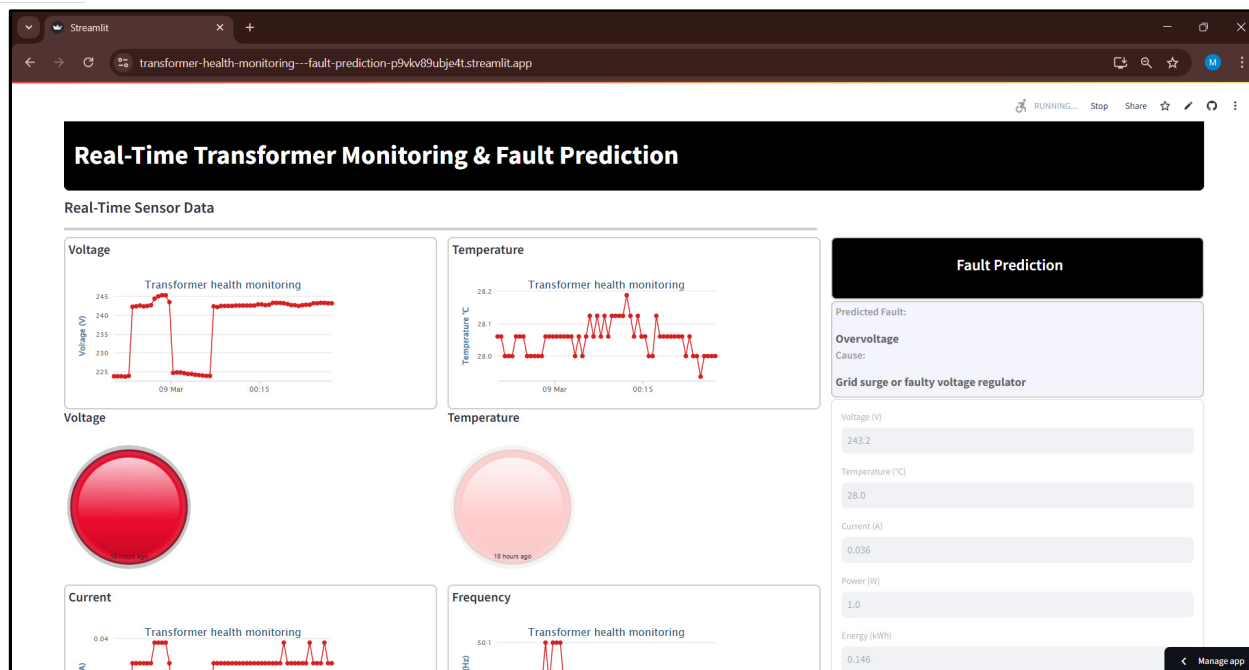 Streamlit
transformer-health-monitoring---fault-prediction-p9vkv89ubje4t.streamlit.app
M
RUNNING... Stop Share
Real-Time Transformer Monitoring & Fault Prediction
Real-Time Sensor Data
Voltage
Transformer health monitoring
Voltage (V)
245
240
235
230
225
09 Mar 00:15
Temperature
Transformer health monitoring
Temperature °C
28.2
28.1
28.0
09 Mar 00:15
Fault Prediction
Predicted Fault:
Overvoltage
Cause:
Grid surge or faulty voltage regulator
Voltage
18 hours ago
Temperature
18 hours ago
Voltage (V)
243.2
Temperature (°C)
28.0
Current (A)
0.036
Power (W)
1.0
Energy (kWh)
0.146
Current
Transformer health monitoring
0.04
Frequency
Transformer health monitoring
50.1
(Hz)
Manage app